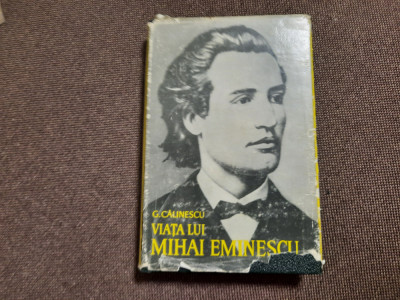 G. CĂLINESCU
VIAȚA LUI
MIHAI EMINESCU